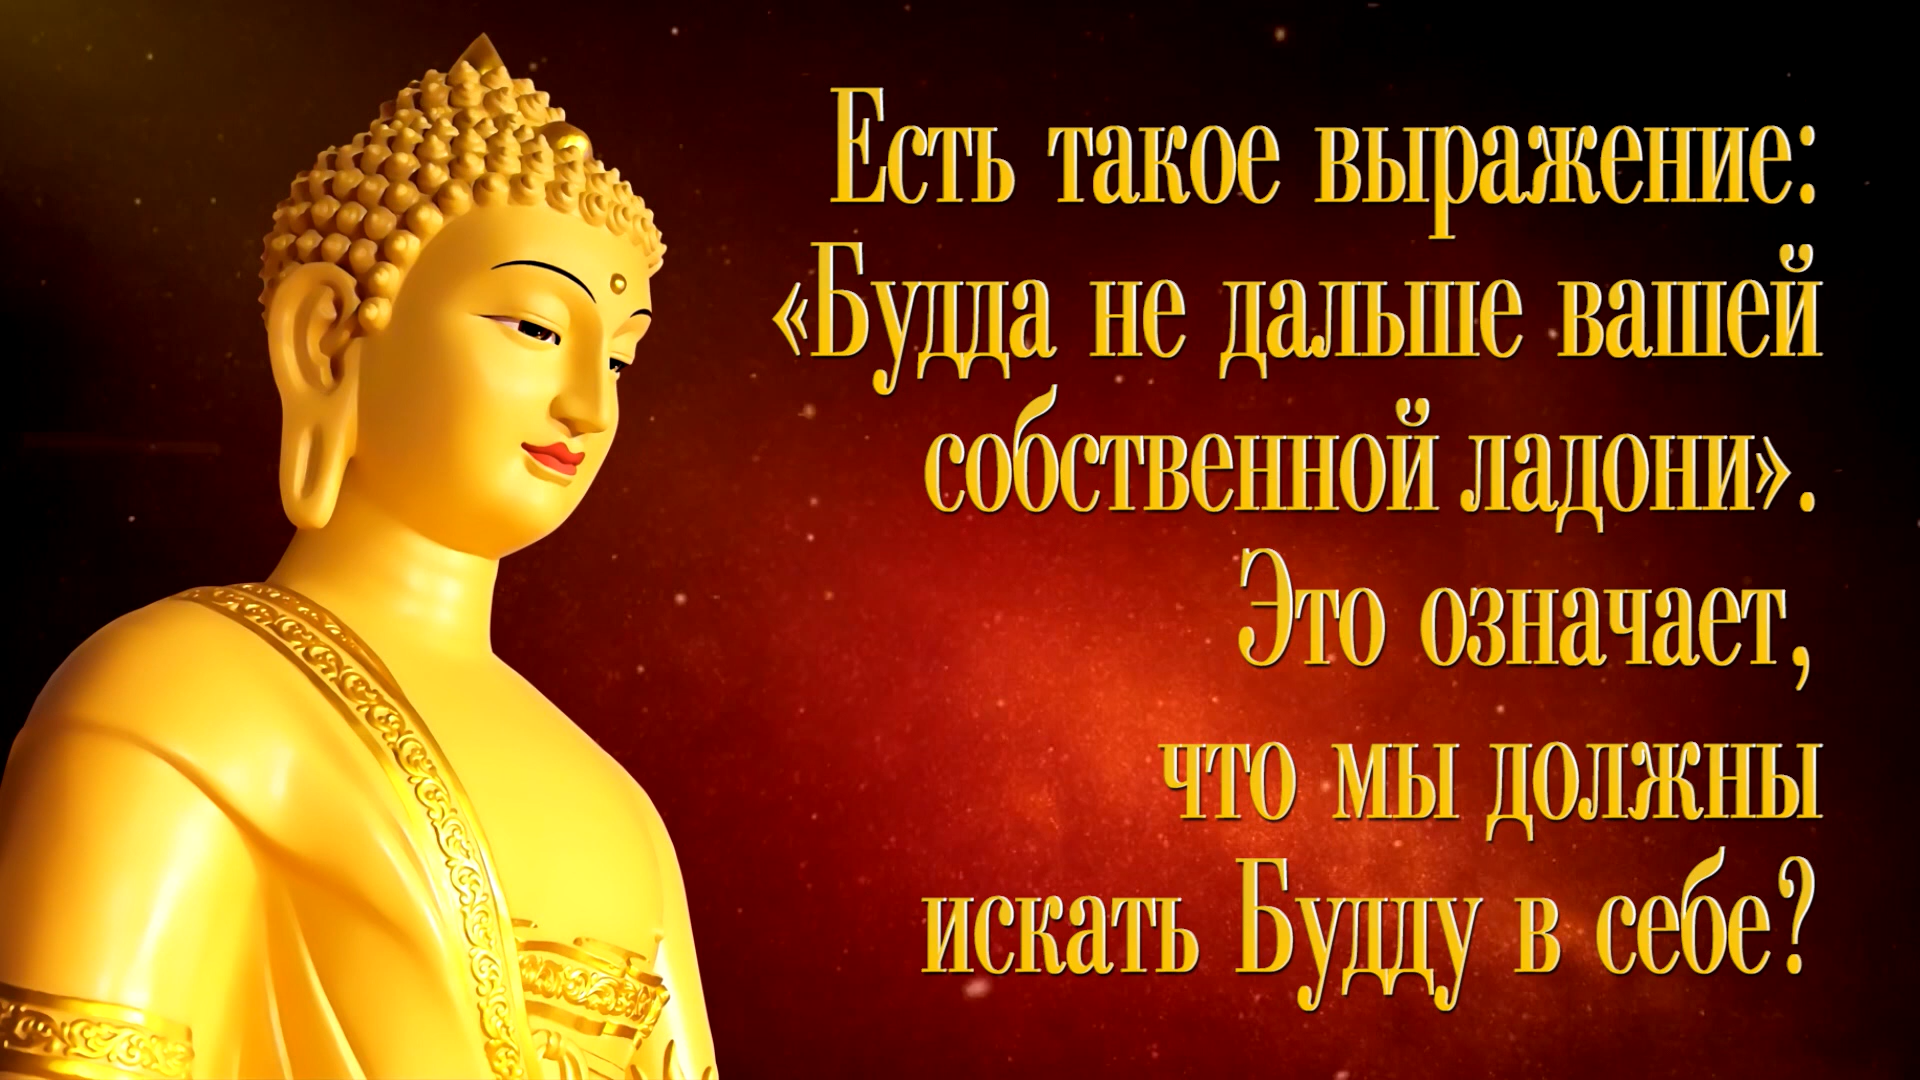 Есть такое выражение:
«Будда не дальше вашей
собственной ладони».
Это означает,
что мы должны
искать Будду в себе?